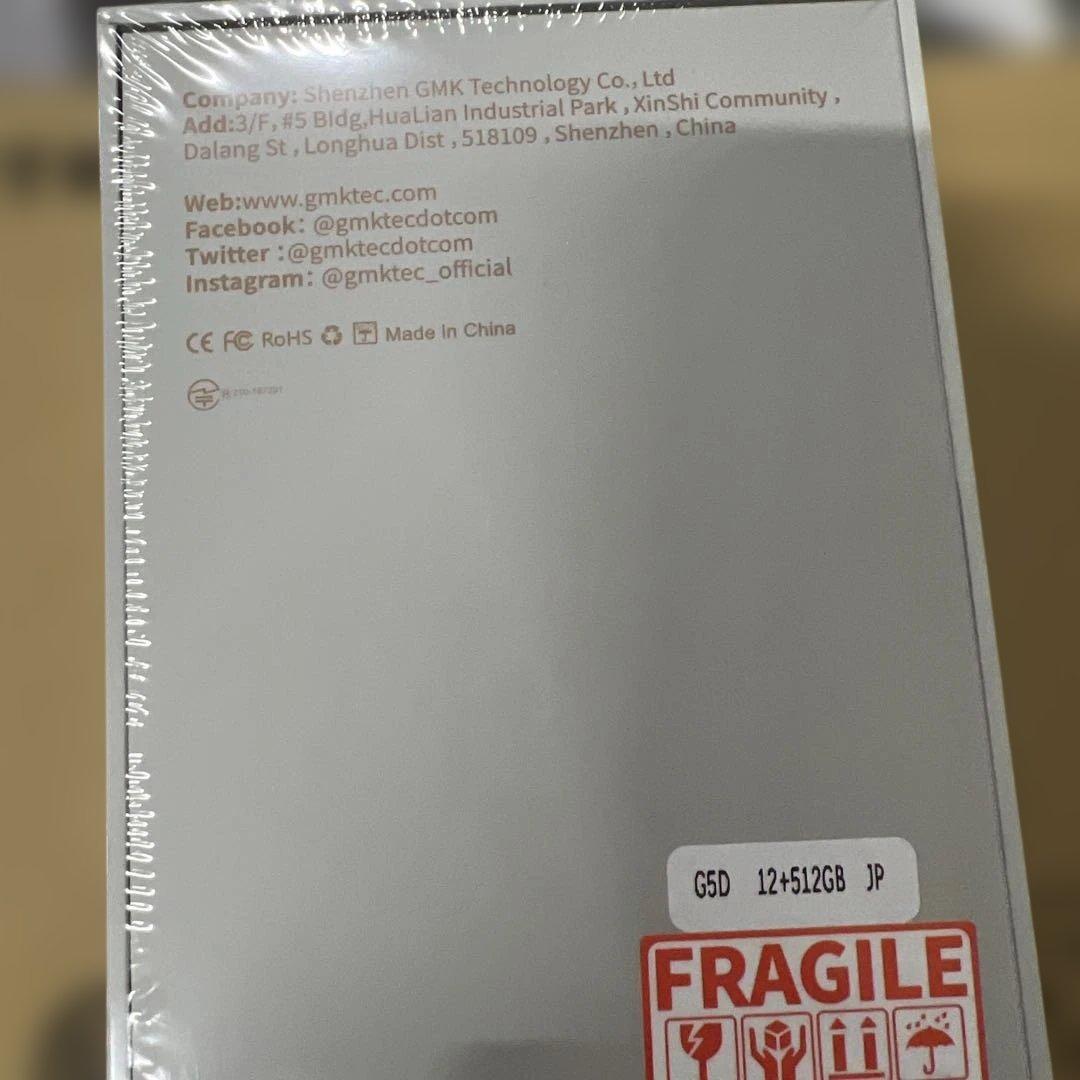 Company: Shenzhen GMK Technology Co., Ltd
Add:3/F, #5 Bldg,HuaLian Industrial Park , XinShi Community ,
Dalang St , Longhua Dist , 518109 , Shenzhen , China
Web:www.gmktec.com
Facebook: @gmktecdotcom
Twitter :@gmktecdotcom
Instagram: @gmktec_official
CE FC RoHS Made in China
G5D 12+512GB JP
FRAGILE